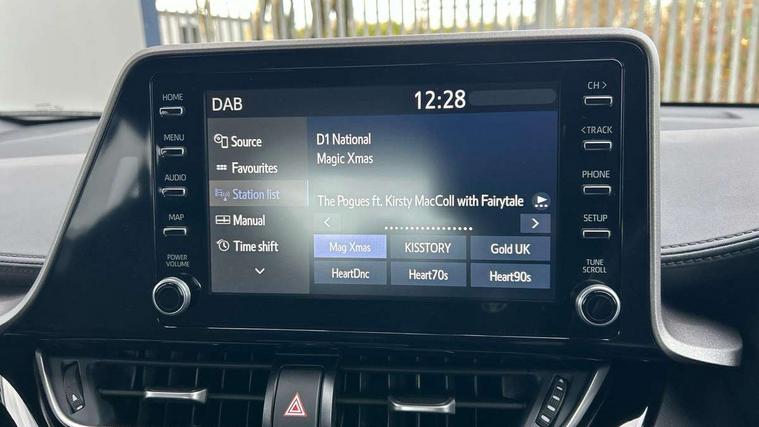 HOME
MENU
AUDIO
MAP
POWER
VOLUME
DAB
12:28
Source
Favourites
Station list
Manual
Time shift
D1 National
Magic Xmas
The Pogues ft. Kirsty MacColl with Fairytale
Mag Xmas KISSTORY Gold UK
HeartDnc Heart70s Heart90s
CH >
< TRACK
PHONE
SETUP
TUNE
SCROLL